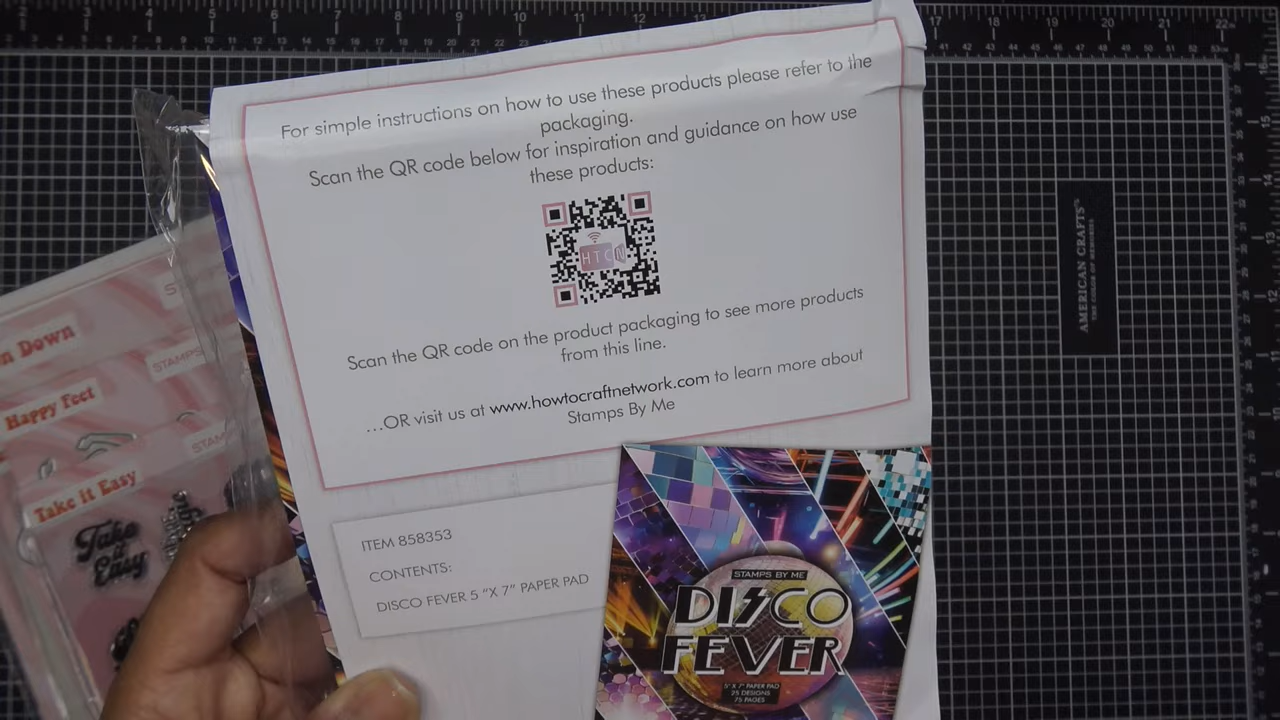 For simple instructions on how to use these products please refer to the
packaging.
Scan the QR code below for inspiration and guidance on how use
these products:
HTCN
Scan the QR code on the product packaging to see more products
from this line.
...OR visit us at www.howtocraftnetwork.com to learn more about
Stamps By Me
ITEM 858353
CONTENTS:
DISCO FEVER 5 "X 7" PAPER PAD
STAMPS BY ME
DISCO
FEVER
5" X 7" PAPER PAD
25 DESIGNS
75 PAGES
n Down
STAMPS
Happy Feet
STAM
Take it Easy
Take
it
Easy
AMERICAN CRAFTS